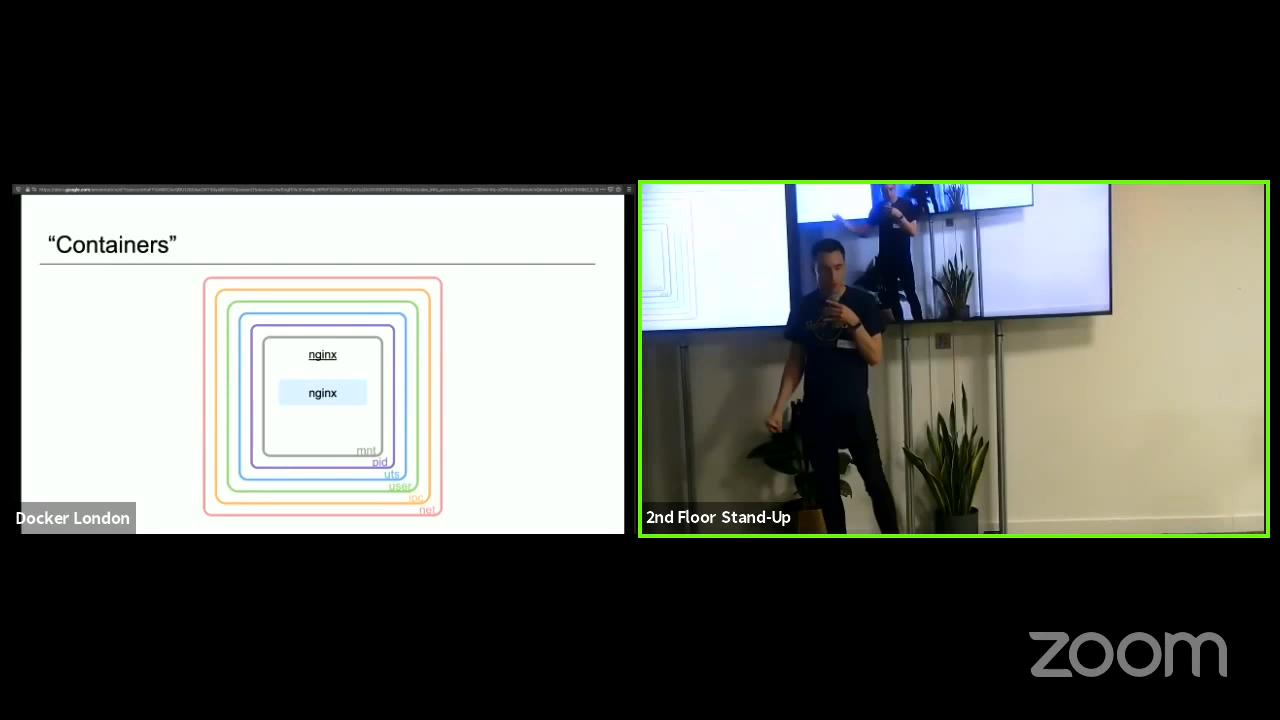 “Containers”
nginx
nginx
mnt
pid
uts
user
ipc
net
Docker London
2nd Floor Stand-Up
zoom